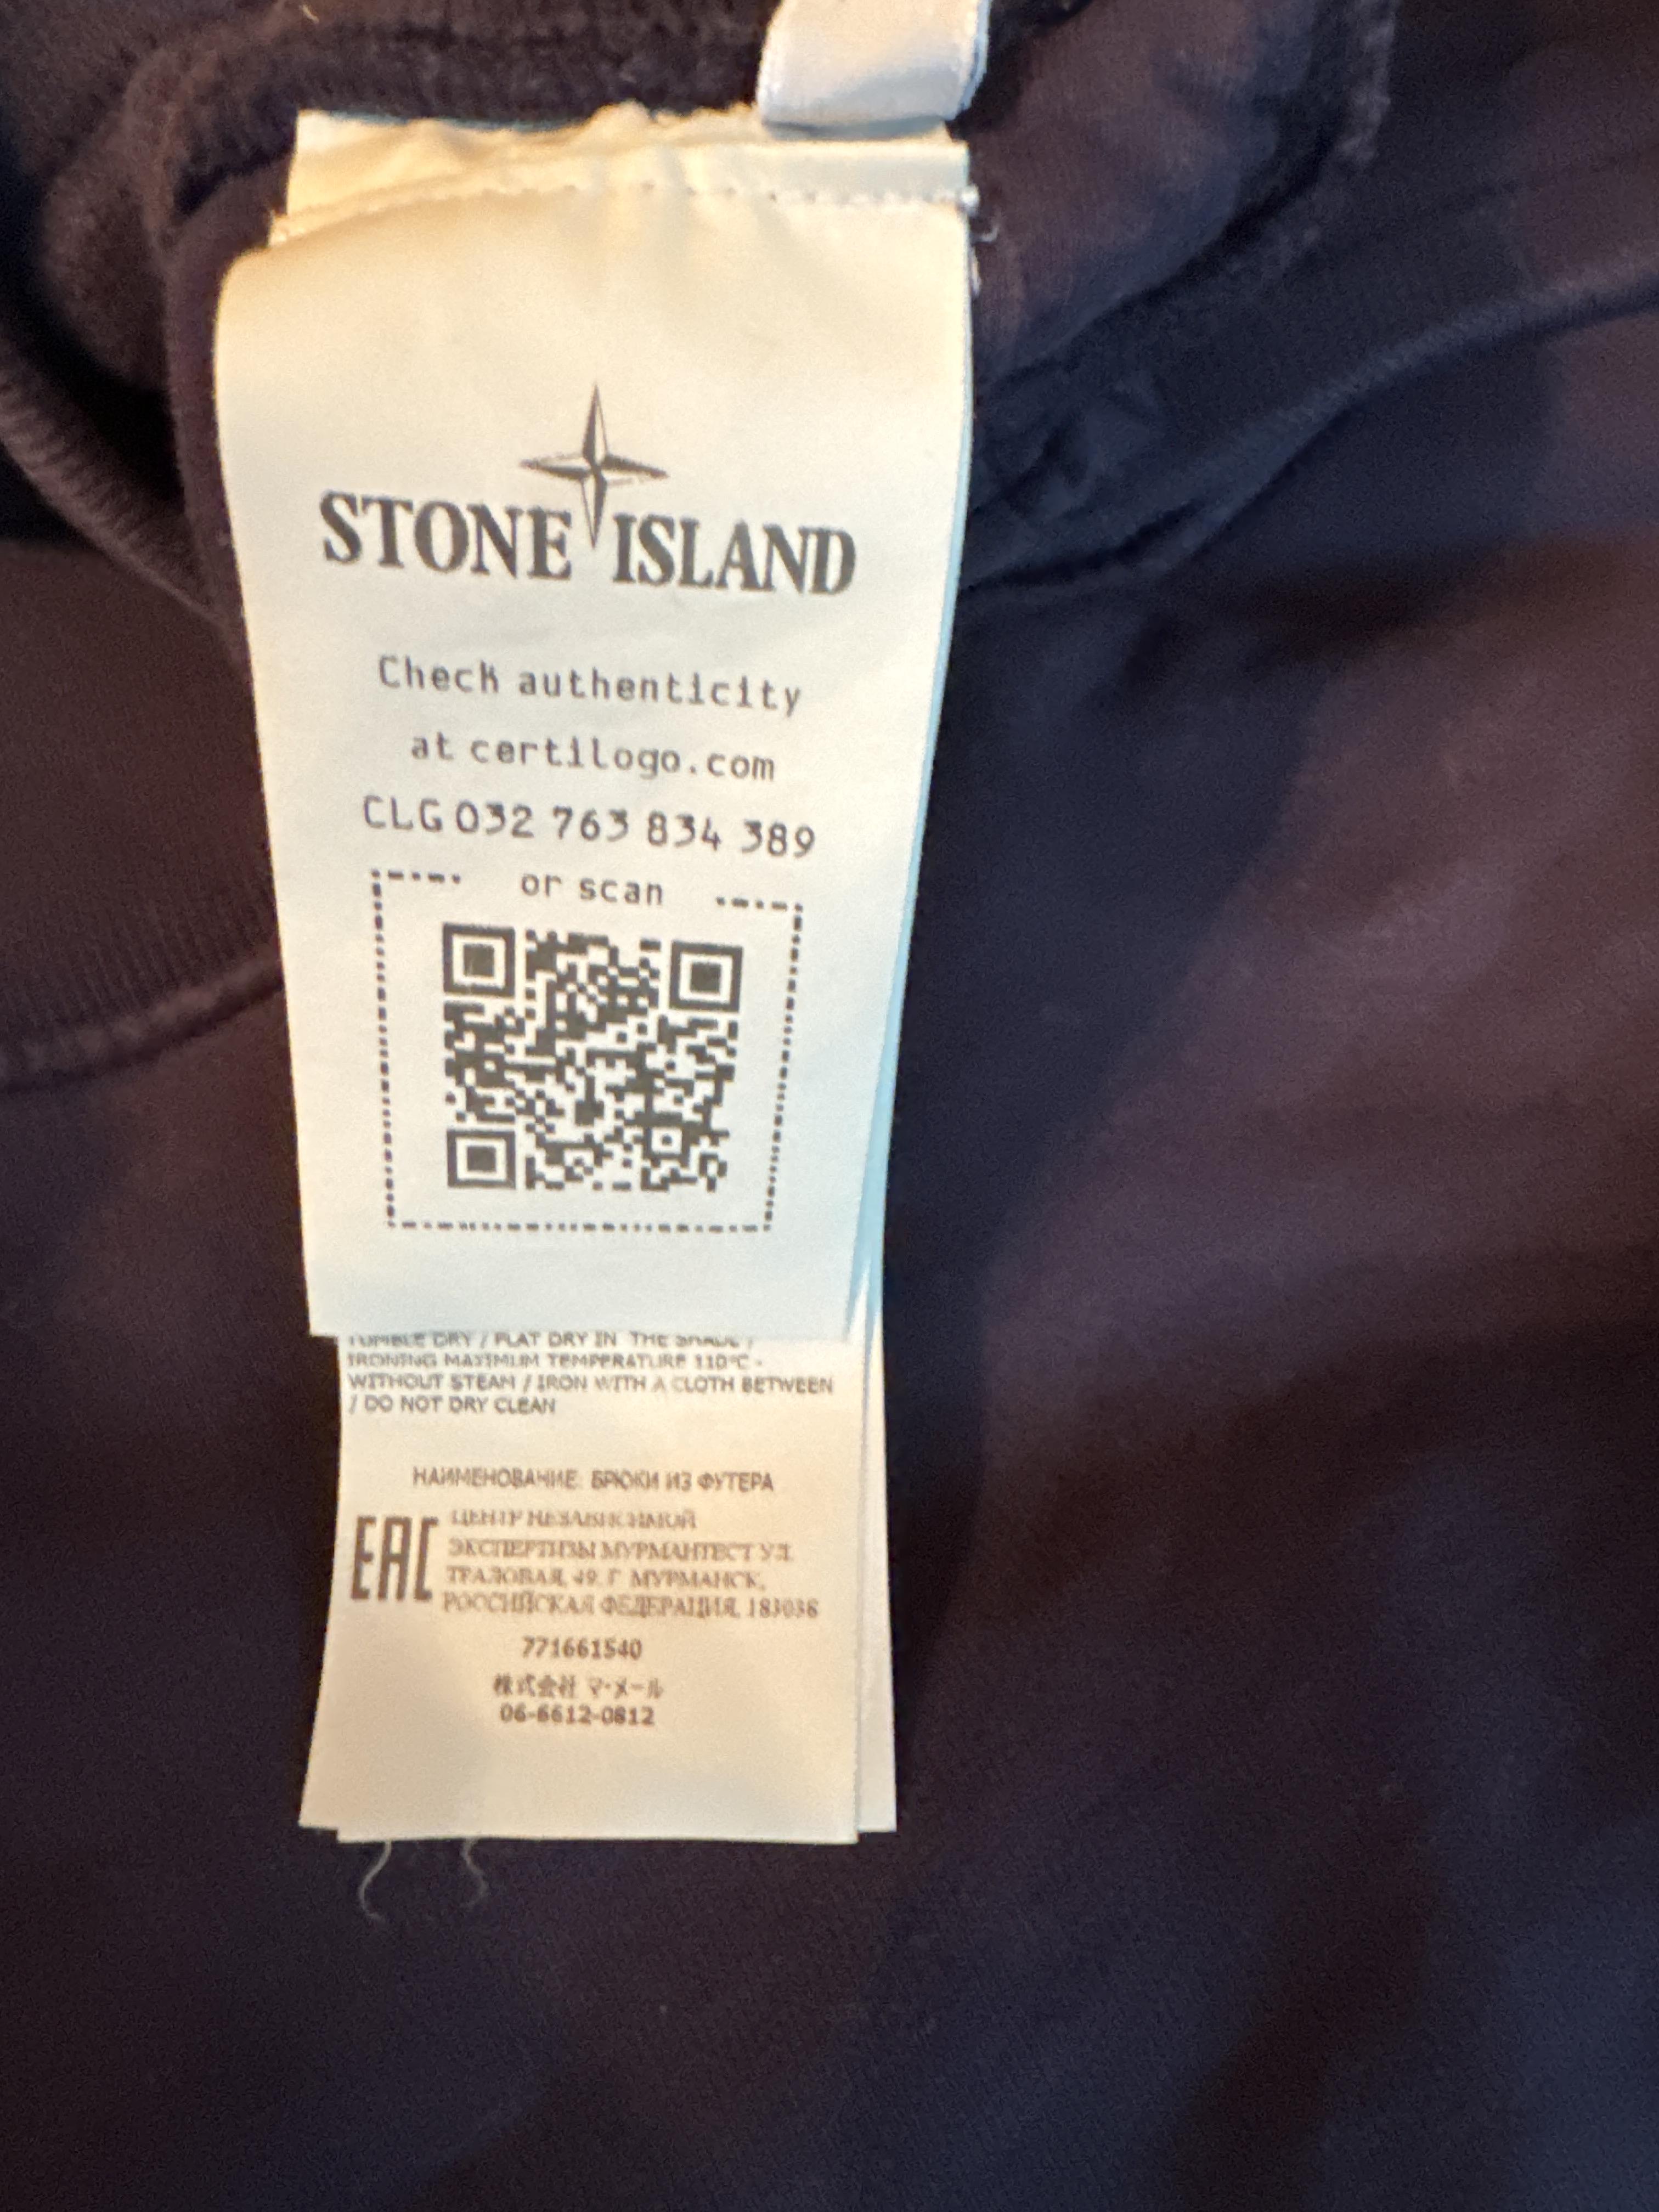 STONE ISLAND
Check authenticity
at certilogo.com
CLG 032 763 834 389
or scan
TUMBLE DRY / FLAT DRY IN THE SHADE /
IRONING MAXIMUM TEMPERATURE 110°C -
WITHOUT STEAM / IRON WITH A CLOTH BETWEEN
/ DO NOT DRY CLEAN
НАИМЕНОВАНИЕ: БРЮКИ ИЗ ФУТЕРА
EAC
ЦЕНТР НЕЗАВИСИМОЙ
ЭКСПЕРТИЗЫ МУРМАНТЕСТ УЛ.
ТРАЛОВАЯ, 49, Г. МУРМАНСК,
РОССИЙСКАЯ ФЕДЕРАЦИЯ, 183038
771661540
株式会社 マ・メール
06-6612-0812